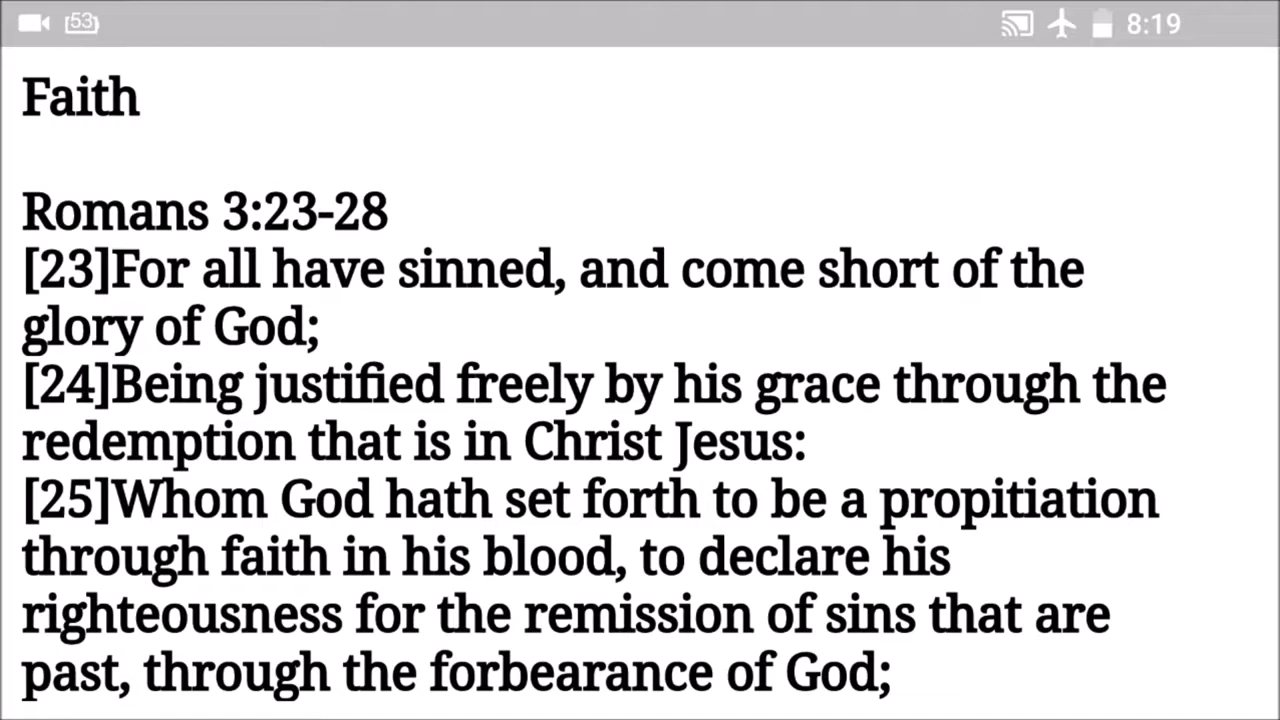 53 8:19
Faith
Romans 3:23-28
[23]For all have sinned, and come short of the
glory of God;
[24]Being justified freely by his grace through the
redemption that is in Christ Jesus:
[25]Whom God hath set forth to be a propitiation
through faith in his blood, to declare his
righteousness for the remission of sins that are
past, through the forbearance of God;